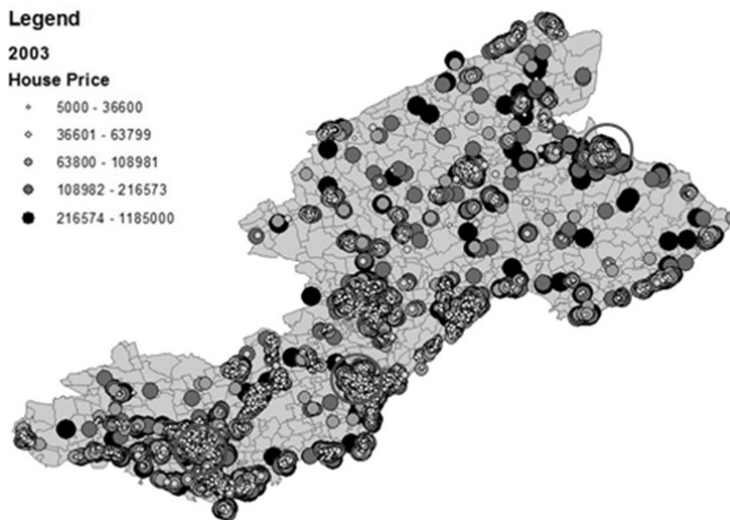 Legend
2003
House Price
5000 - 36600
36601 - 63799
63800 - 108981
108982 - 216573
216574 - 1185000